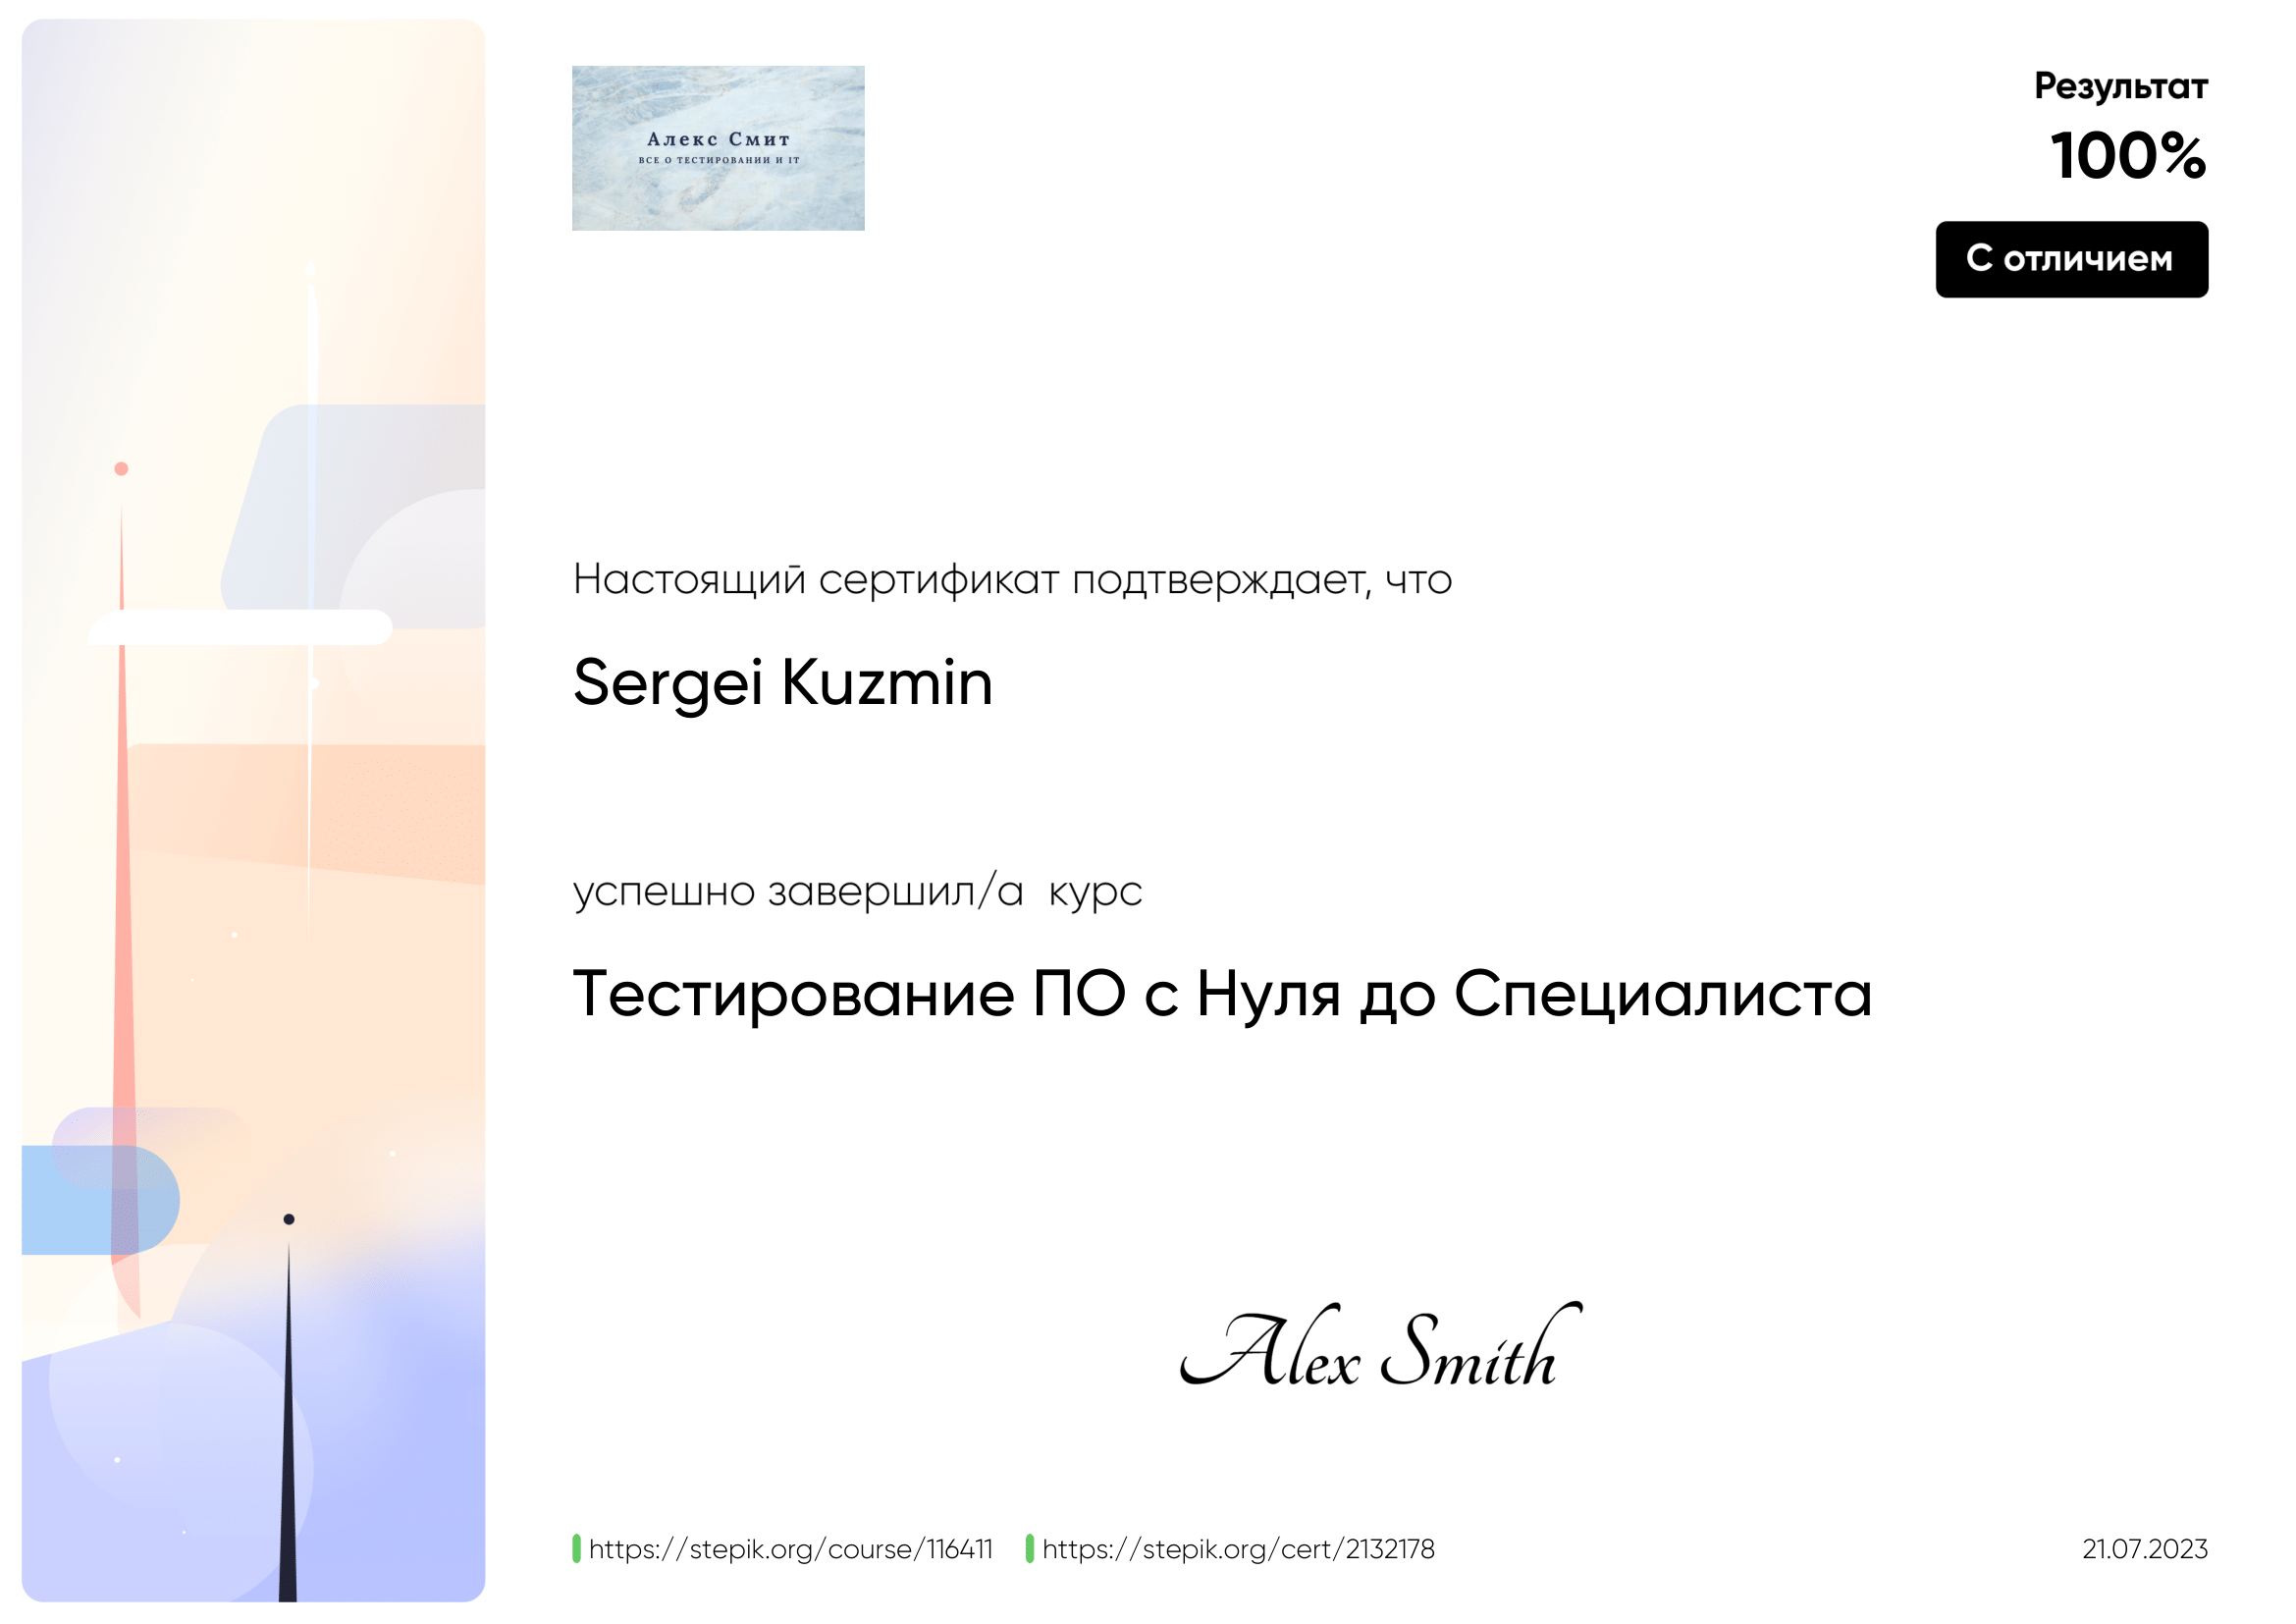 Алекс Смит
ВСЕ О ТЕСТИРОВАНИИ И IT
Результат
100%
С отличием
Настоящий сертификат подтверждает, что
Sergei Kuzmin
успешно завершил/а курс
Тестирование ПО с Нуля до Специалиста
Alex Smith
https://stepik.org/course/116411 https://stepik.org/cert/2132178 21.07.2023